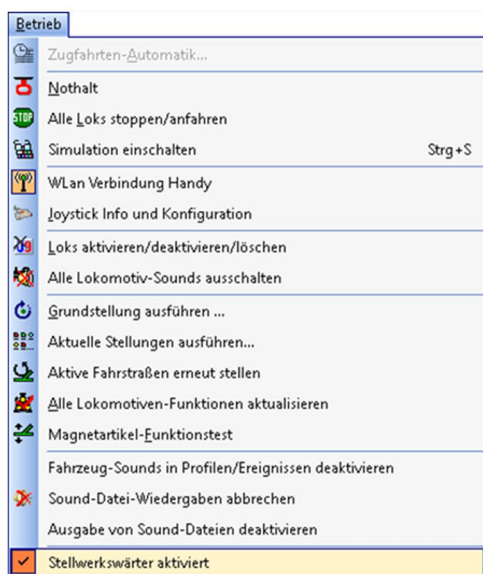 Betrieb
Zugfahrten-Automatik...
Nothalt
STOP Alle Loks stoppen/anfahren
Simulation einschalten Strg+S
WLan Verbindung Handy
Joystick Info und Konfiguration
Loks aktivieren/deaktivieren/löschen
Alle Lokomotiv-Sounds ausschalten
Grundstellung ausführen ...
Aktuelle Stellungen ausführen...
Aktive Fahrstraßen erneut stellen
Alle Lokomotiven-Funktionen aktualisieren
Magnetartikel-Funktionstest
Fahrzeug-Sounds in Profilen/Ereignissen deaktivieren
Sound-Datei-Wiedergaben abbrechen
Ausgabe von Sound-Dateien deaktivieren
Stellwerkswärter aktiviert